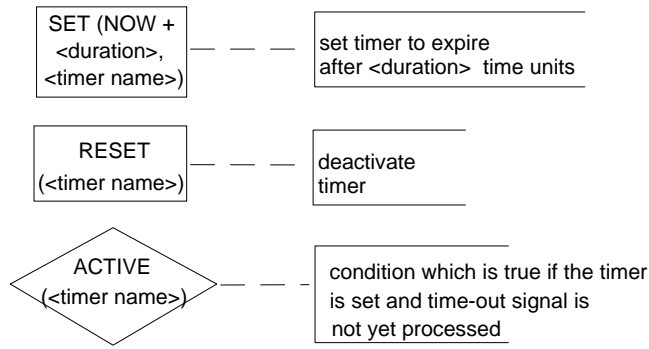 SET (NOW +
<duration>,
<timer name>)
set timer to expire
after <duration> time units
RESET
(<timer name>)
deactivate
timer
ACTIVE
(<timer name>)
condition which is true if the timer
is set and time-out signal is
not yet processed